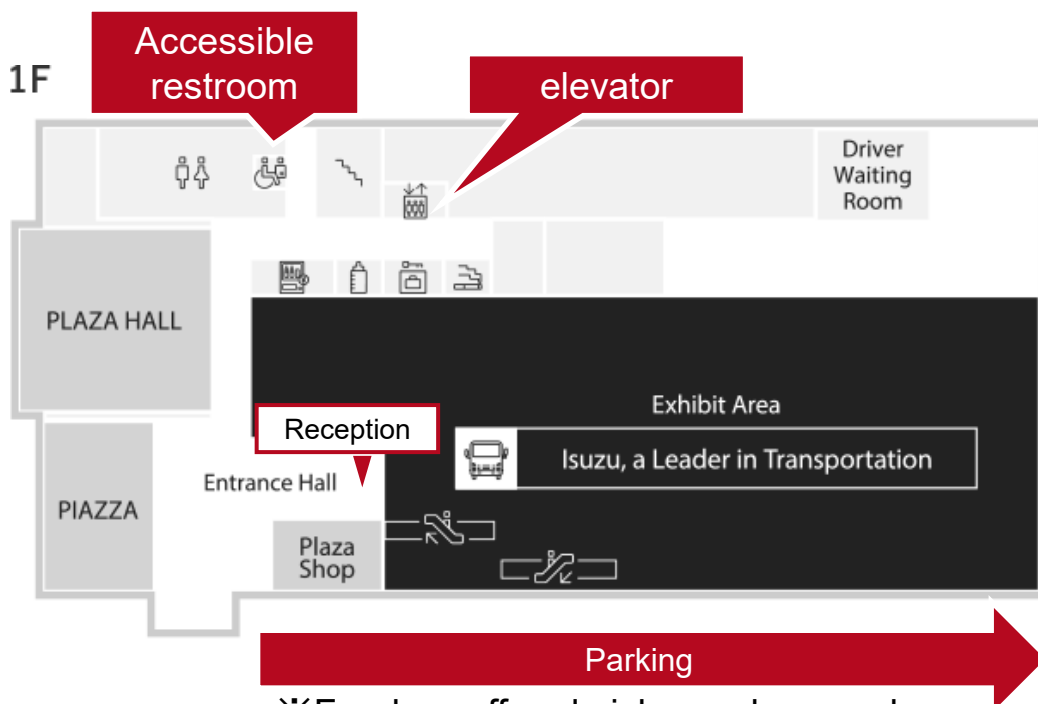 Accessible
restroom
1F
elevator
Driver
Waiting
Room
PLAZA HALL
Exhibit Area
Reception
Isuzu, a Leader in Transportation
Entrance Hall
PIAZZA
Plaza
Shop
Parking